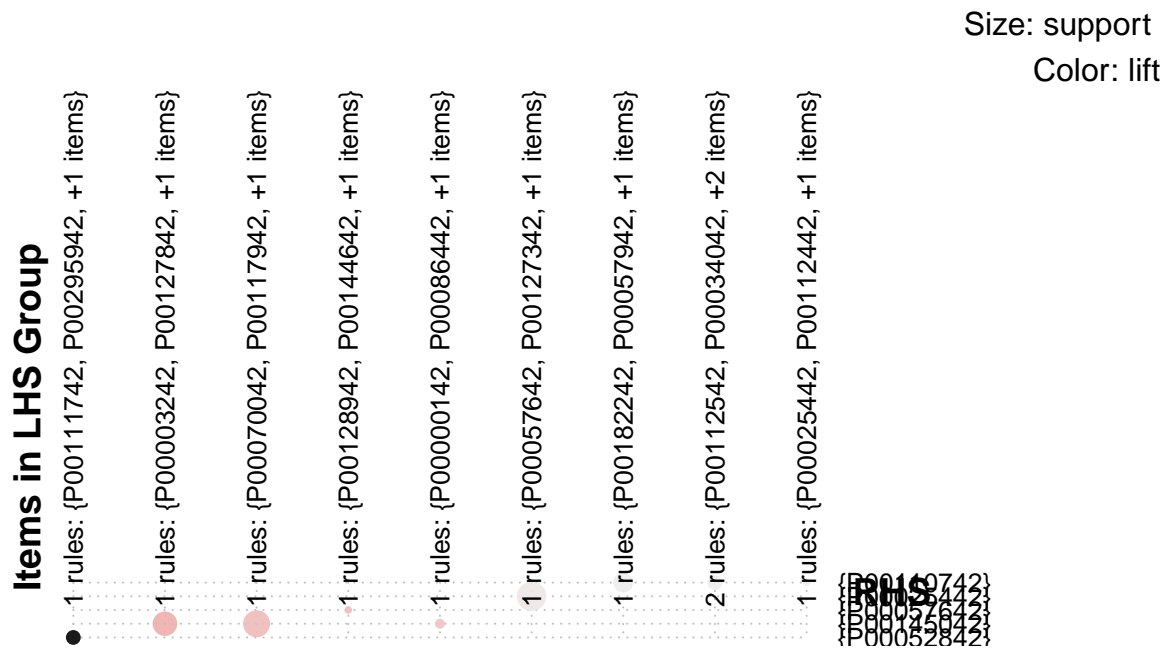 Size: support
Color: lift
Items in LHS Group
1 rules: {P00111742, P00295942, +1 items}
1 rules: {P00003242, P00127842, +1 items}
1 rules: {P00070042, P00117942, +1 items}
1 rules: {P00128942, P00144642, +1 items}
1 rules: {P00000142, P00086442, +1 items}
1 rules: {P00057642, P00127342, +1 items}
1 rules: {P00182242, P00057942, +1 items}
2 rules: {P00112542, P00034042, +2 items}
1 rules: {P00025442, P00112442, +1 items}
RHS
{P00110742}
{P00025442}
{P00057642}
{P00145042}
{P00052842}